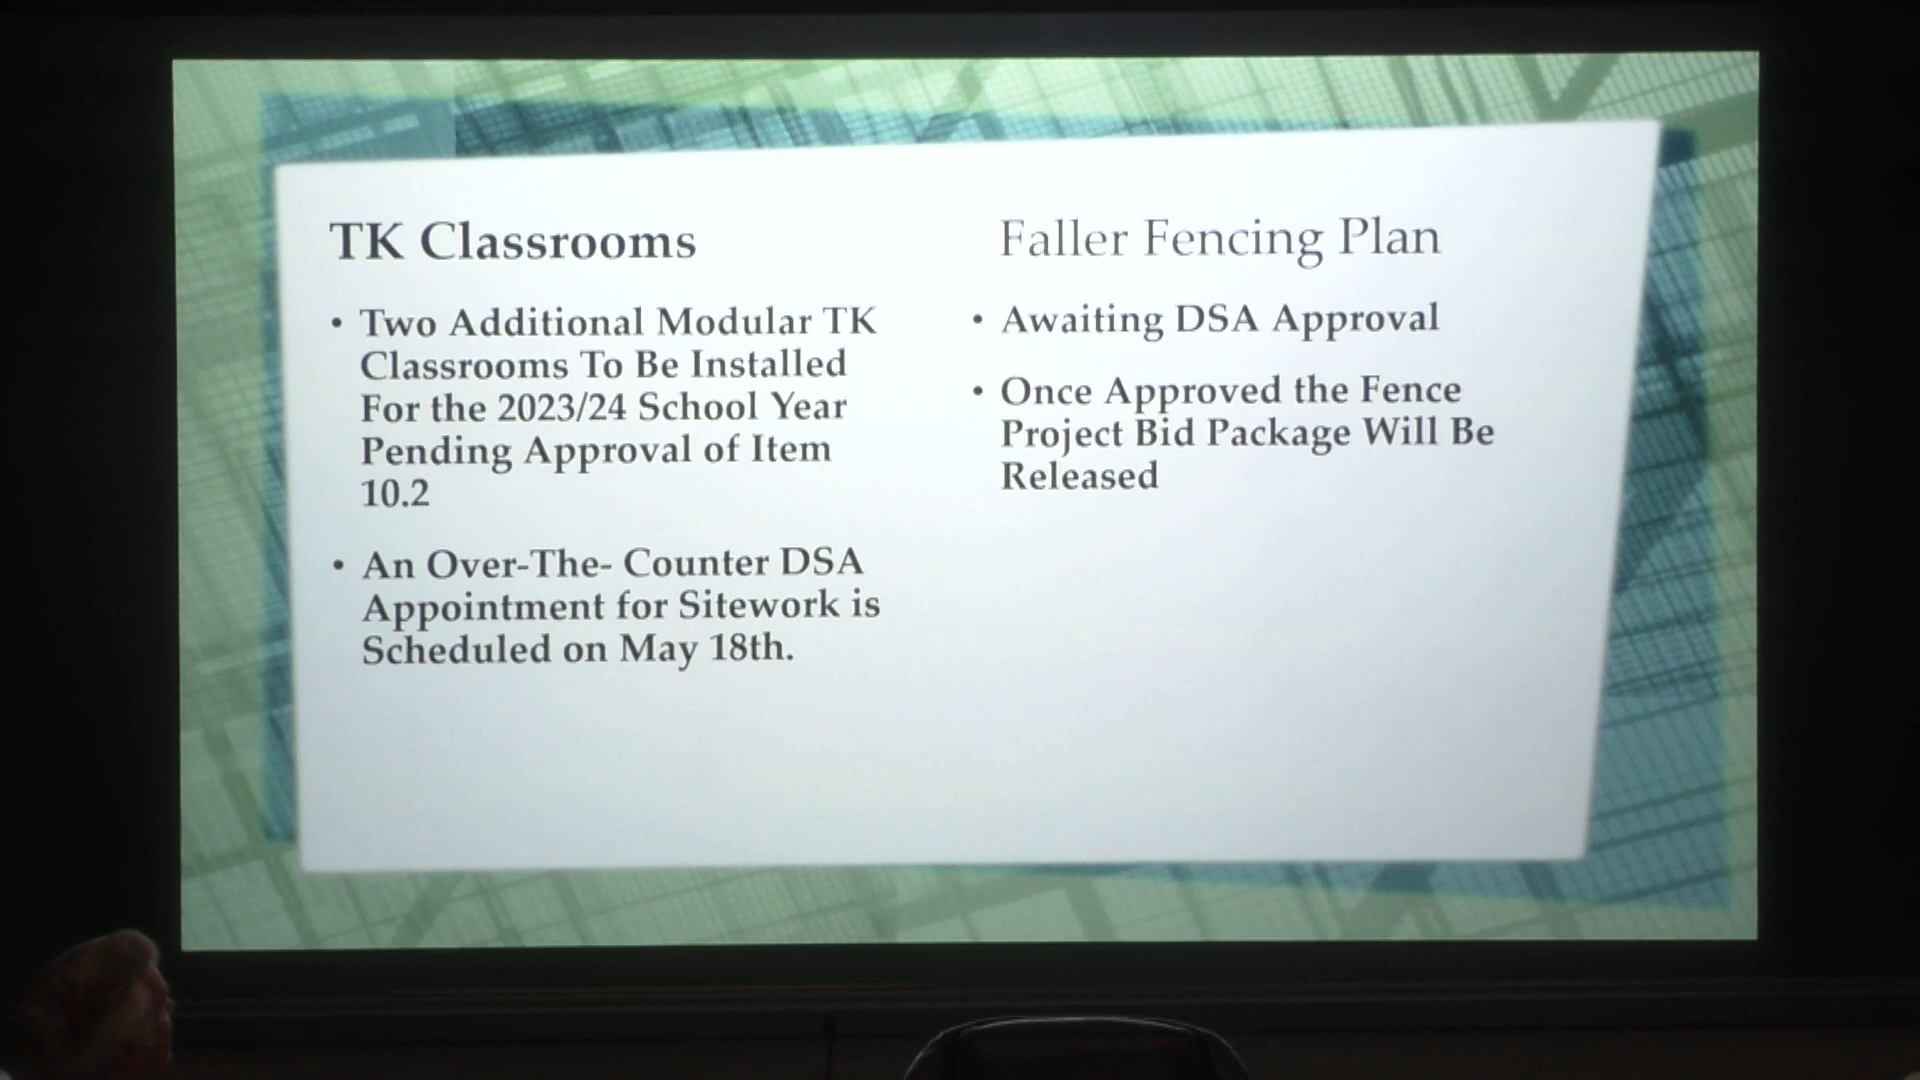 TK Classrooms
• Two Additional Modular TK
Classrooms To Be Installed
For the 2023/24 School Year
Pending Approval of Item
10.2
• An Over-The- Counter DSA
Appointment for Sitework is
Scheduled on May 18th.
Faller Fencing Plan
• Awaiting DSA Approval
• Once Approved the Fence
Project Bid Package Will Be
Released